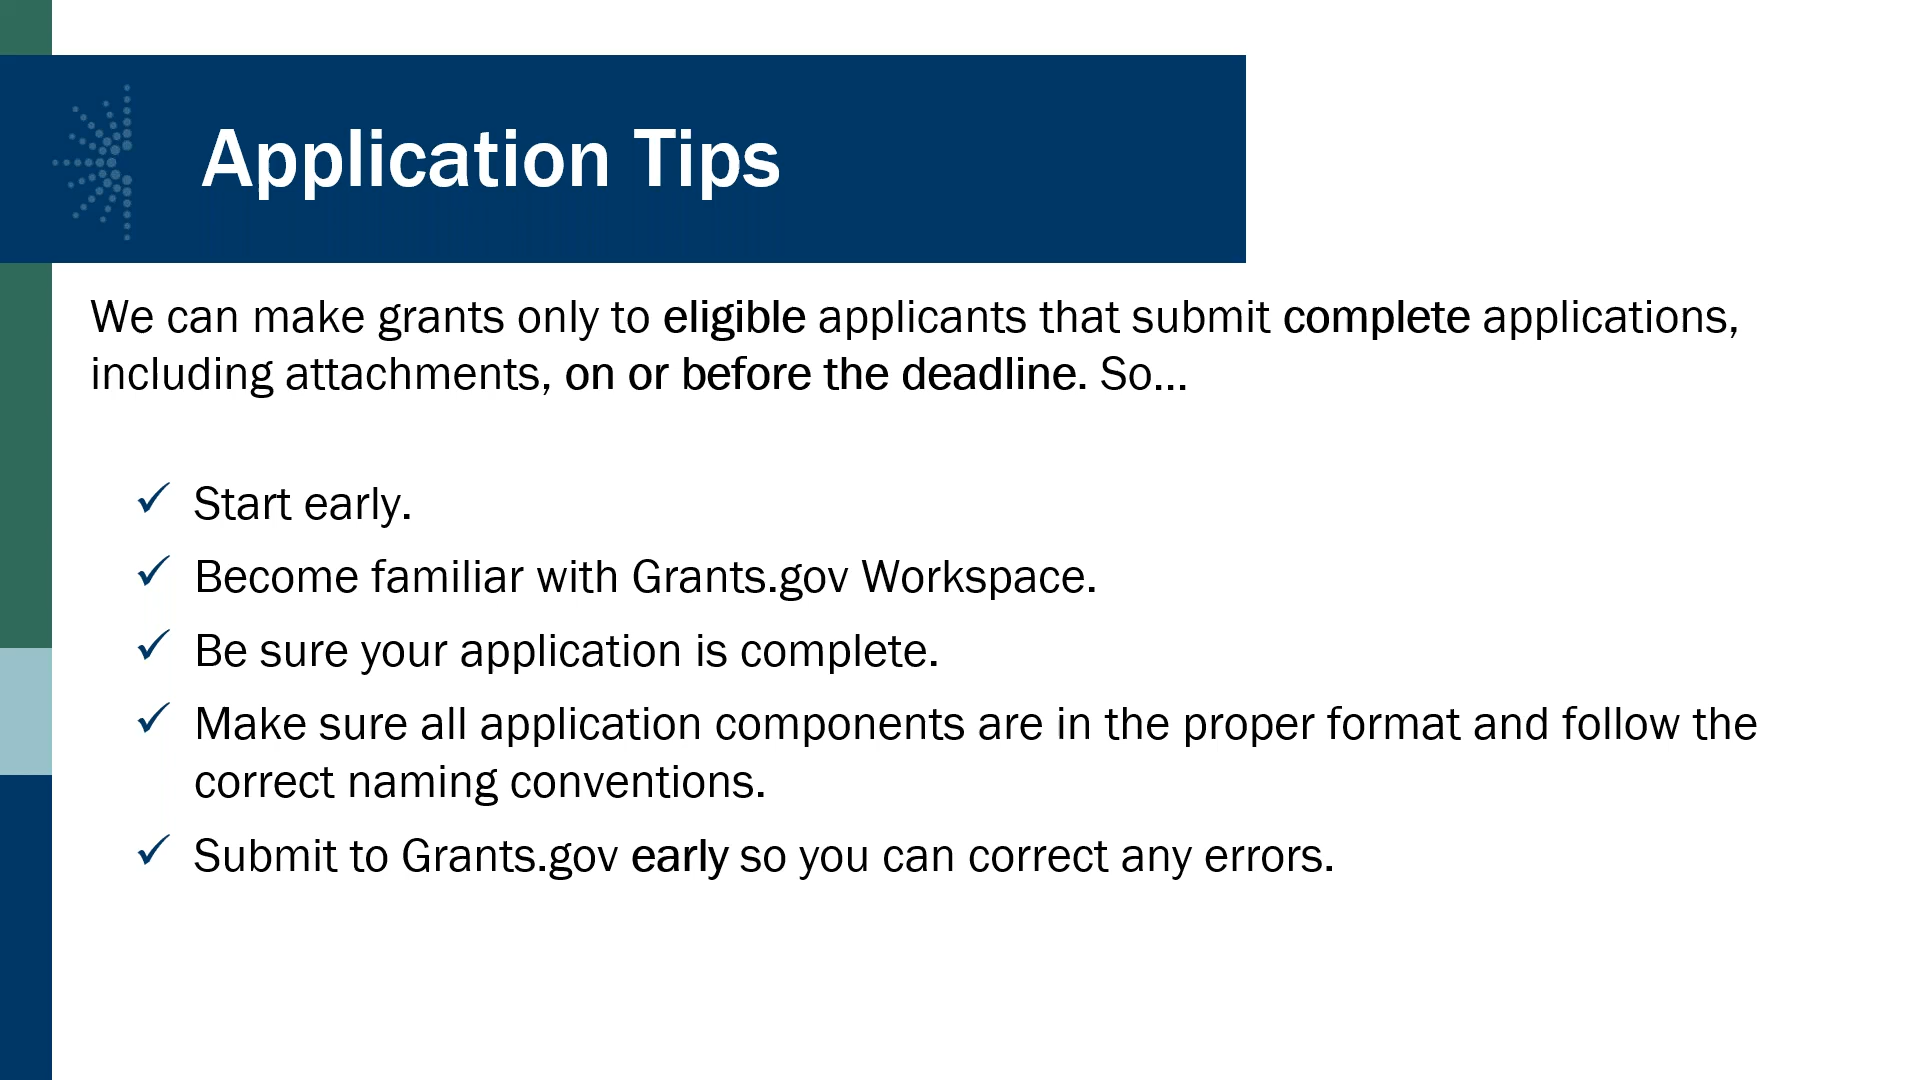 Application Tips
We can make grants only to eligible applicants that submit complete applications,
including attachments, on or before the deadline. So...
✓ Start early.
✓ Become familiar with Grants.gov Workspace.
✓ Be sure your application is complete.
✓ Make sure all application components are in the proper format and follow the
correct naming conventions.
✓ Submit to Grants.gov early so you can correct any errors.